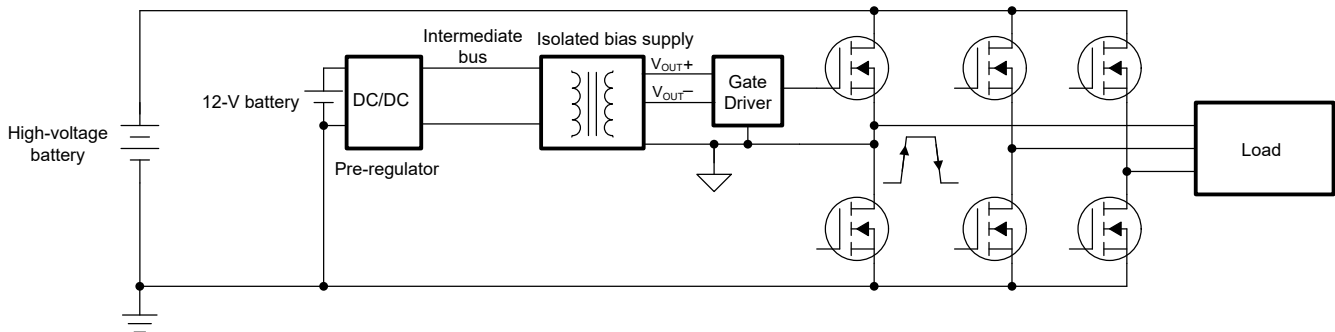 High-voltage
battery
12-V battery
DC/DC
Pre-regulator
Intermediate
bus
Isolated bias supply
VOUT+
VOUT–
Gate
Driver
Load